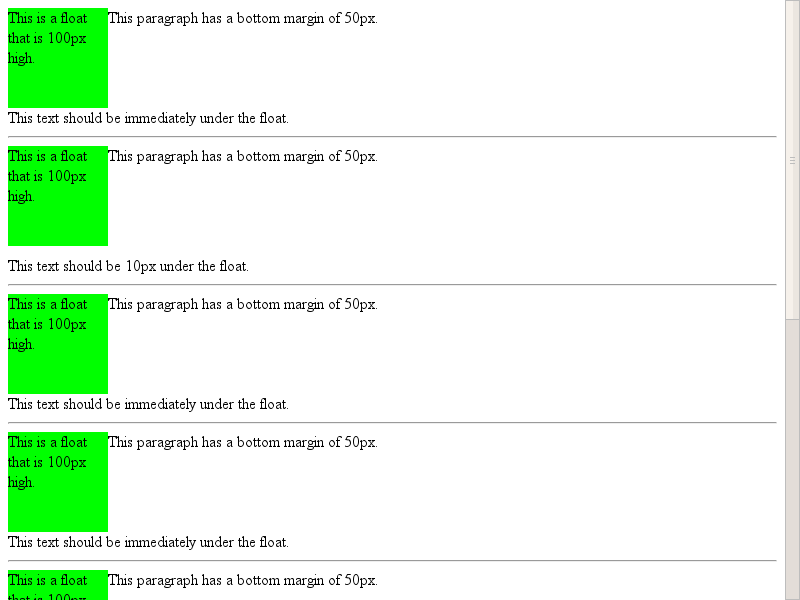 This is a float
that is 100px
high.
This paragraph has a bottom margin of 50px.
This text should be immediately under the float.
This is a float
that is 100px
high.
This paragraph has a bottom margin of 50px.
This text should be 10px under the float.
This is a float
that is 100px
high.
This paragraph has a bottom margin of 50px.
This text should be immediately under the float.
This is a float
that is 100px
high.
This paragraph has a bottom margin of 50px.
This text should be immediately under the float.
This is a float
that is 100px
This paragraph has a bottom margin of 50px.